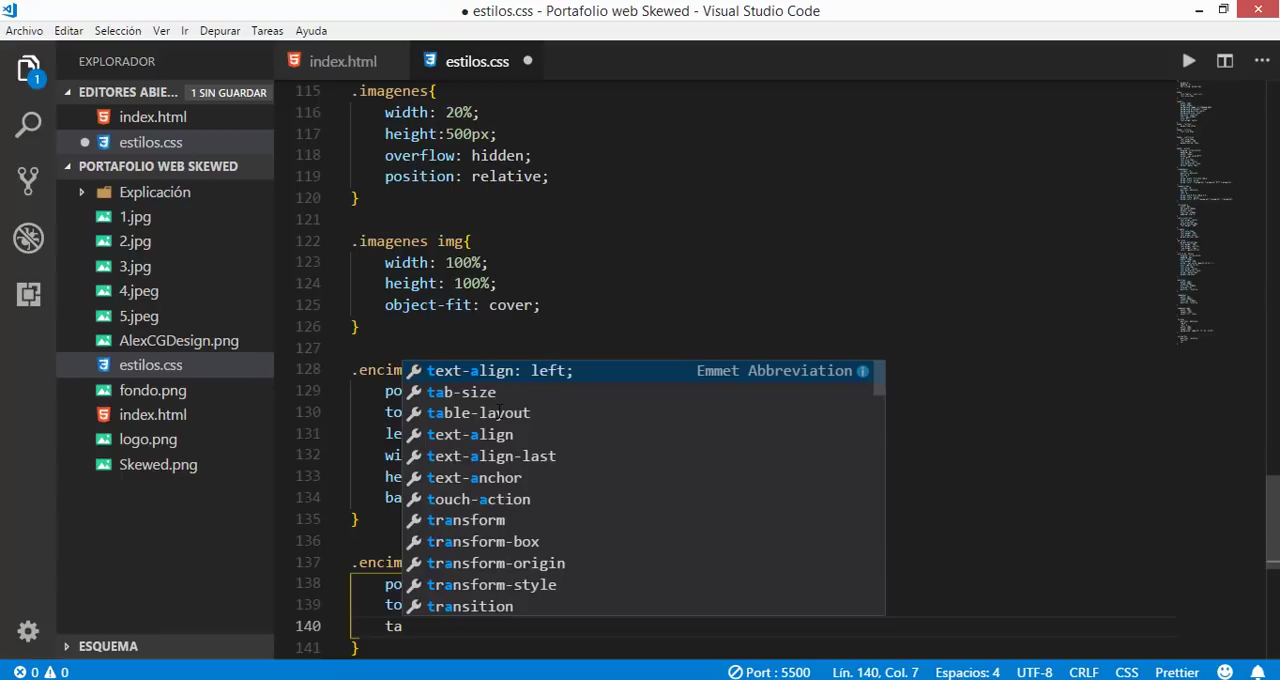 ● estilos.css - Portafolio web Skewed - Visual Studio Code
Archivo Editar Selección Ver Ir Depurar Tareas Ayuda
EXPLORADOR
1
EDITORES ABIE... 1 SIN GUARDAR
index.html
estilos.css
PORTAFOLIO WEB SKEWED
Explicación
1.jpg
2.jpg
3.jpg
4.jpeg
5.jpeg
AlexCGDesign.png
estilos.css
fondo.png
index.html
logo.png
Skewed.png
ESQUEMA
index.html estilos.css
115 .imagenes{
116 width: 20%;
117 height:500px;
118 overflow: hidden;
119 position: relative;
120 }
121
122 .imagenes img{
123 width: 100%;
124 height: 100%;
125 object-fit: cover;
126 }
127
128 .encim
129 po
130 to
131 le
132 wi
133 he
134 ba
135 }
136
137 .encim
138 po
139 to
140 ta
141 }
text-align: left; Emmet Abbreviation
tab-size
table-layout
text-align
text-align-last
text-anchor
touch-action
transform
transform-box
transform-origin
transform-style
transition
0 0 Port : 5500 Lín. 140, Col. 7 Espacios: 4 UTF-8 CRLF CSS Prettier